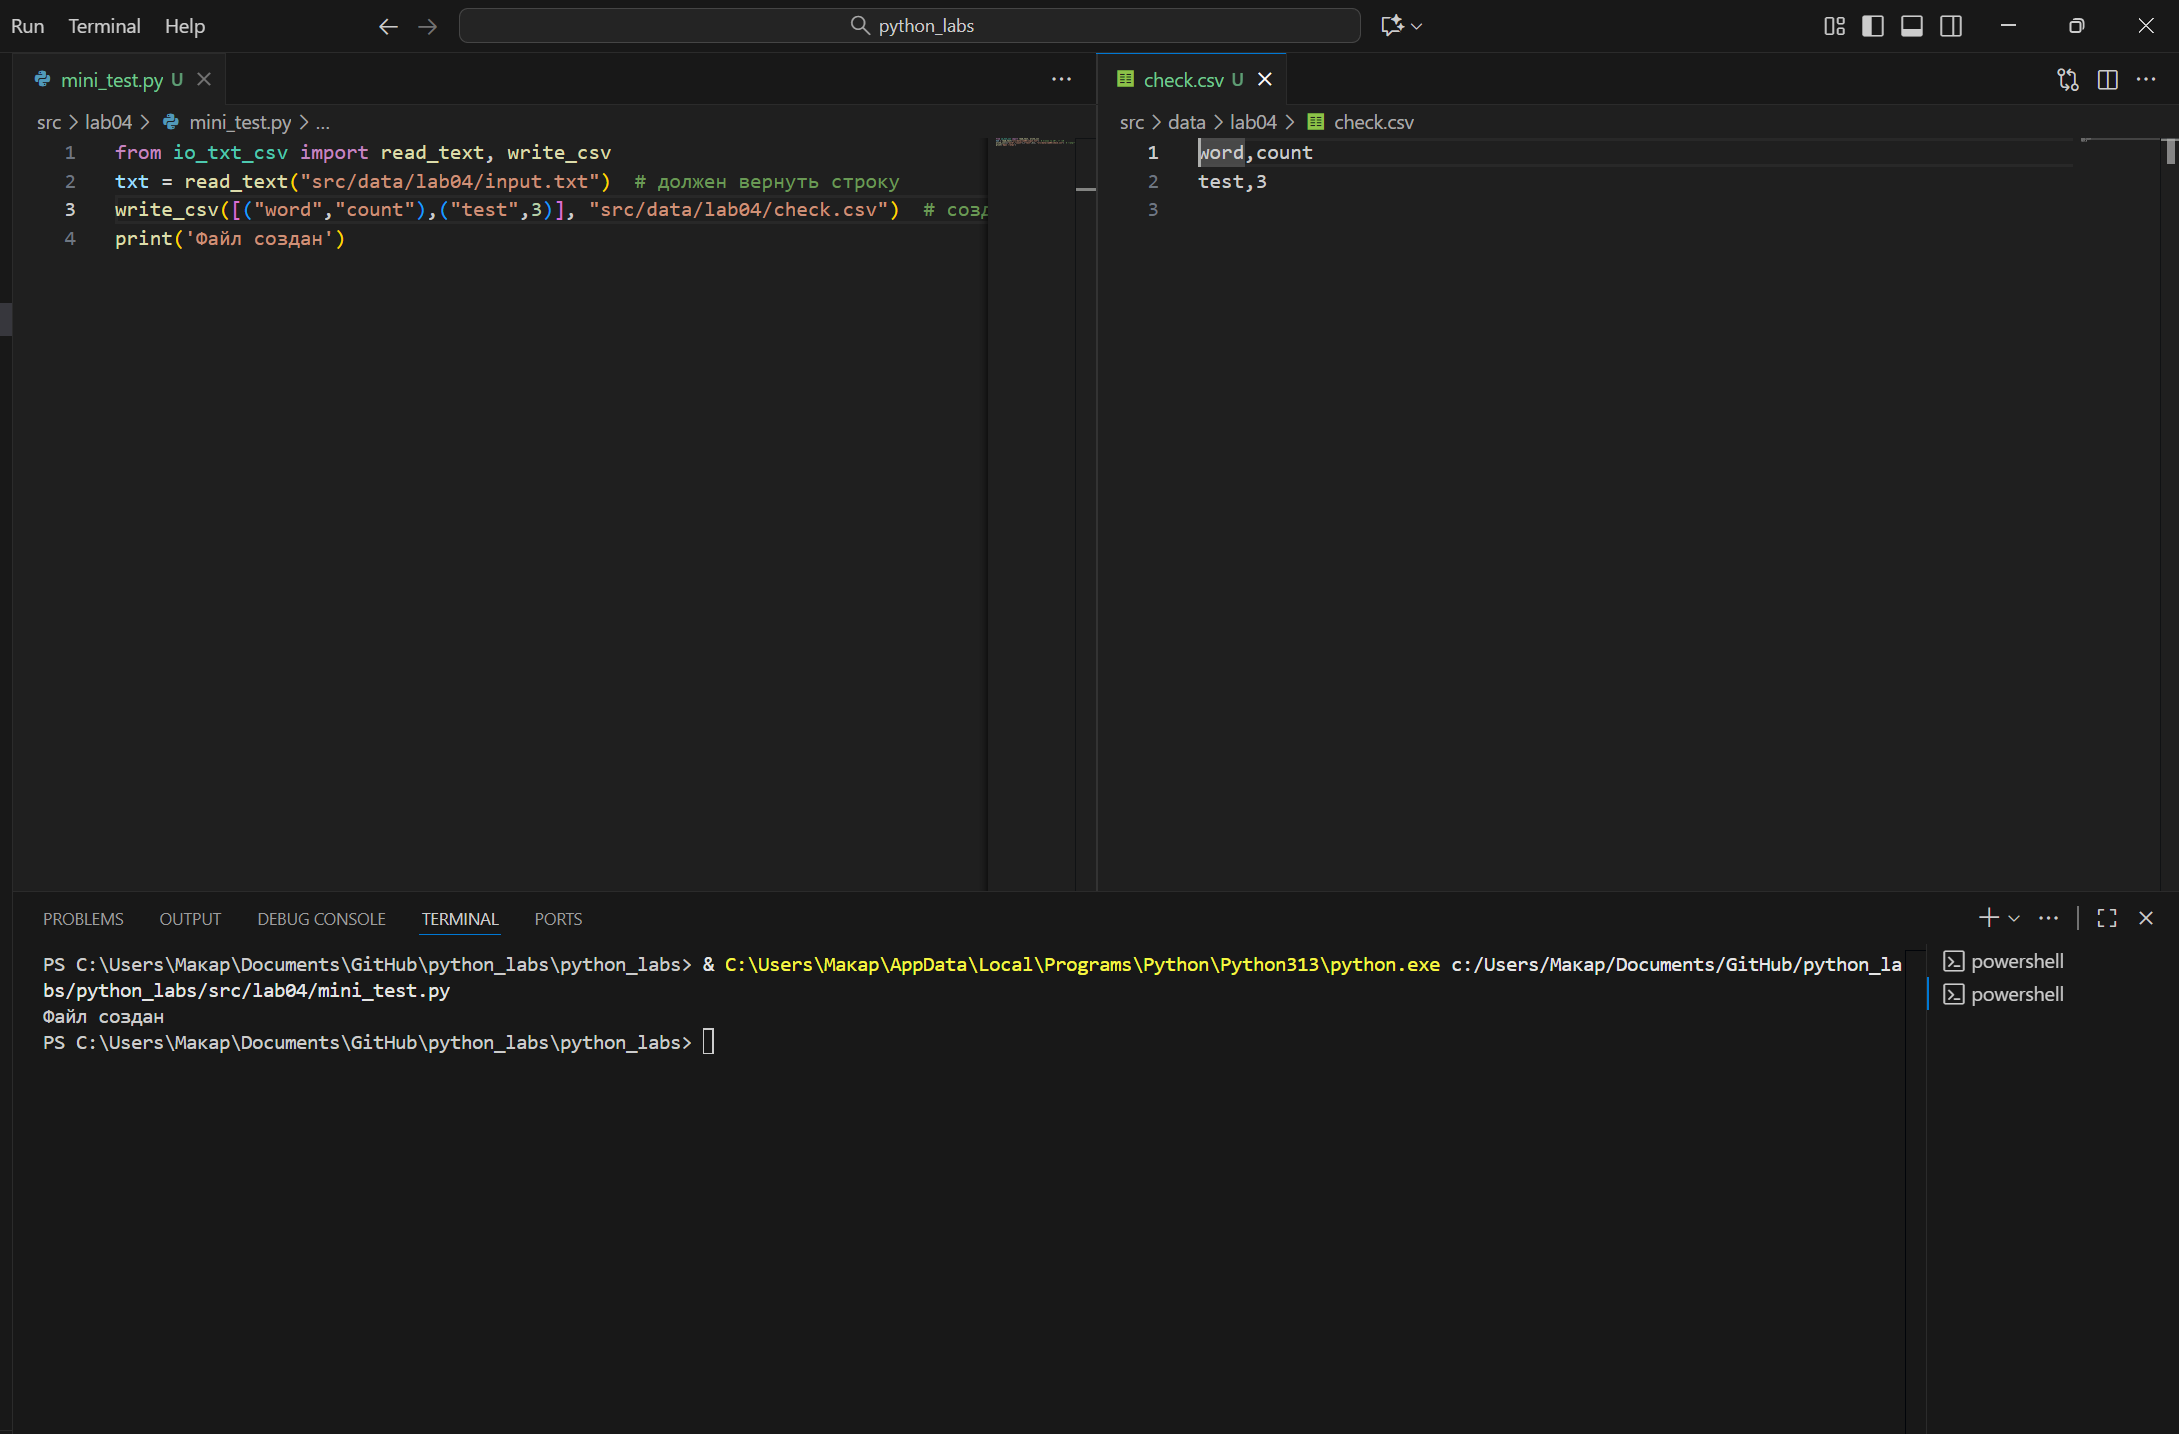 Run Terminal Help python_labs
mini_test.py U
src > lab04 > mini_test.py > ...
1 from io_txt_csv import read_text, write_csv
2 txt = read_text("src/data/lab04/input.txt")  # должен вернуть строку
3 write_csv([("word","count"),("test",3)], "src/data/lab04/check.csv")  # созд
4 print('Файл создан')
check.csv U
src > data > lab04 > check.csv
1 word,count
2 test,3
3
PROBLEMS OUTPUT DEBUG CONSOLE TERMINAL PORTS
PS C:\Users\Макар\Documents\GitHub\python_labs\python_labs> & C:\Users\Макар\AppData\Local\Programs\Python\Python313\python.exe c:/Users/Макар/Documents/GitHub/python_la
bs/python_labs/src/lab04/mini_test.py
Файл создан
PS C:\Users\Макар\Documents\GitHub\python_labs\python_labs>
powershell
powershell